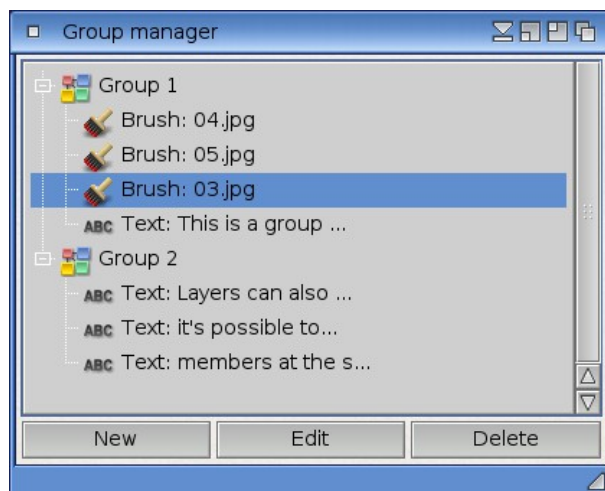 Group manager
Group 1
Brush: 04.jpg
Brush: 05.jpg
Brush: 03.jpg
ABC Text: This is a group ...
Group 2
ABC Text: Layers can also ...
ABC Text: it's possible to...
ABC Text: members at the s...
New Edit Delete